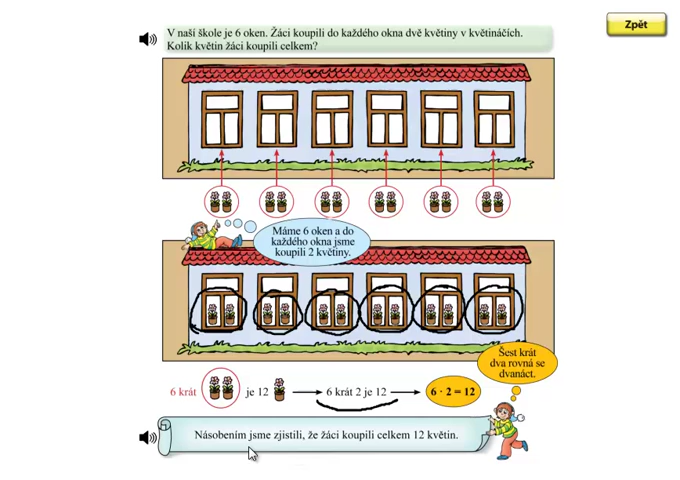 Zpět
V naší škole je 6 oken. Žáci koupili do každého okna dvě květiny v květináčích.
Kolik květin žáci koupili celkem?
Máme 6 oken a do
každého okna jsme
koupili 2 květiny.
Šest krát
dva rovná se
dvanáct.
6 krát je 12 6 krát 2 je 12 6 · 2 = 12
Násobením jsme zjistili, že žáci koupili celkem 12 květin.